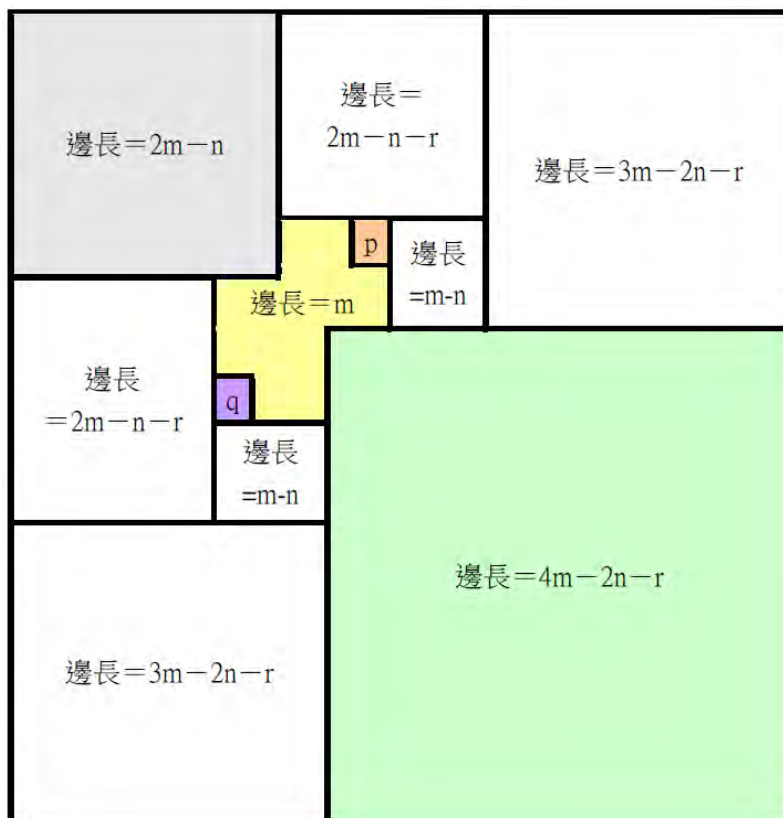 邊長=2m-n
邊長=
2m-n-r
邊長=3m-2n-r
p
邊長
=m-n
邊長=m
邊長
=2m-n-r
q
邊長
=m-n
邊長=4m-2n-r
邊長=3m-2n-r